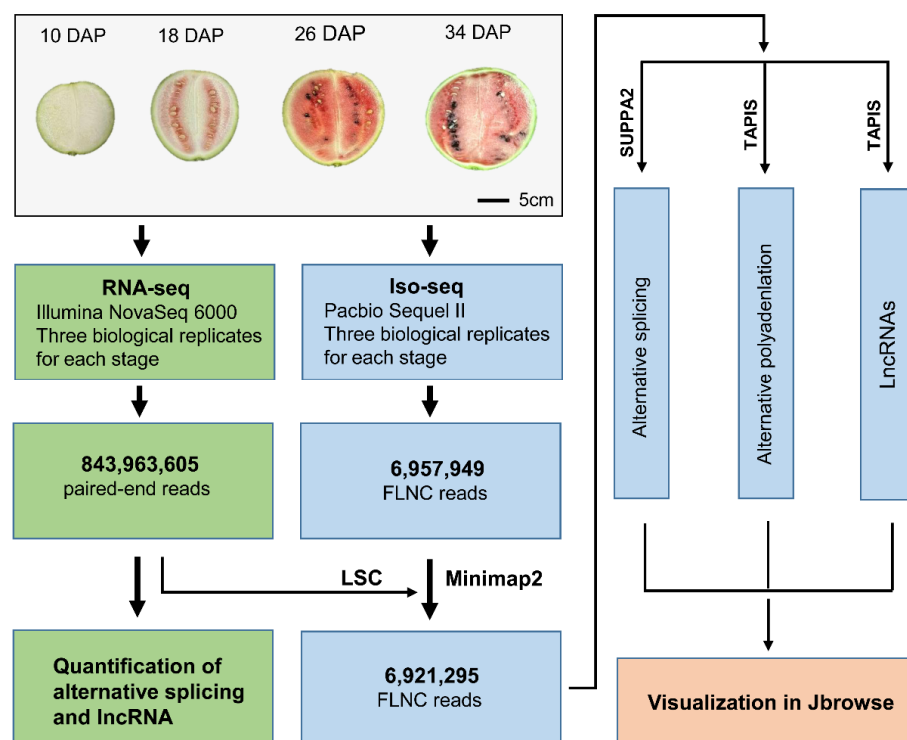 10 DAP
18 DAP
26 DAP
34 DAP
5cm
RNA-seq
Illumina NovaSeq 6000
Three biological replicates
for each stage
Iso-seq
Pacbio Sequel II
Three biological replicates
for each stage
843,963,605
paired-end reads
6,957,949
FLNC reads
LSC
Minimap2
Quantification of
alternative splicing
and lncRNA
6,921,295
FLNC reads
SUPPA2
TAPIS
TAPIS
Alternative splicing
Alternative polyadenlation
LncRNAs
Visualization in Jbrowse